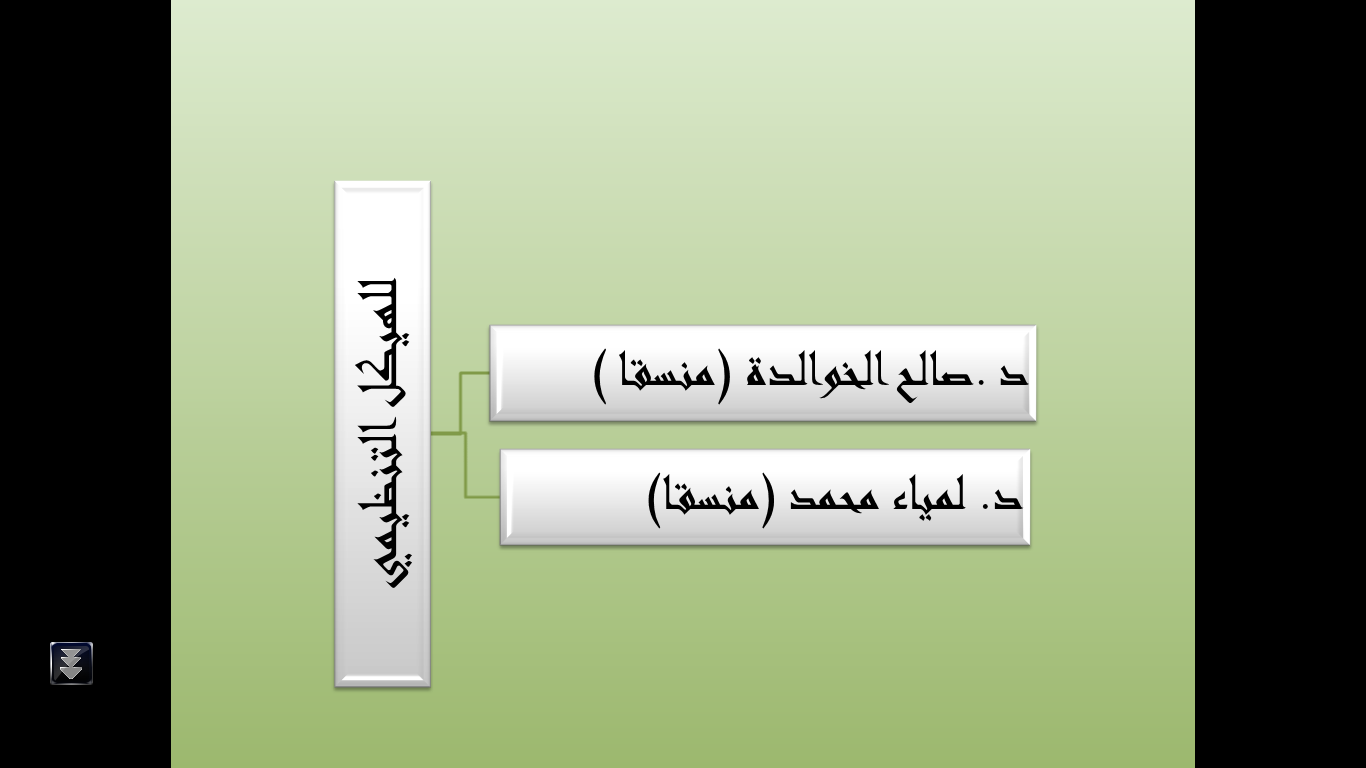 الهيكل التنظيمي
د .صالح الخوالدة (منسقا )
د. لمياء محمد (منسقا)